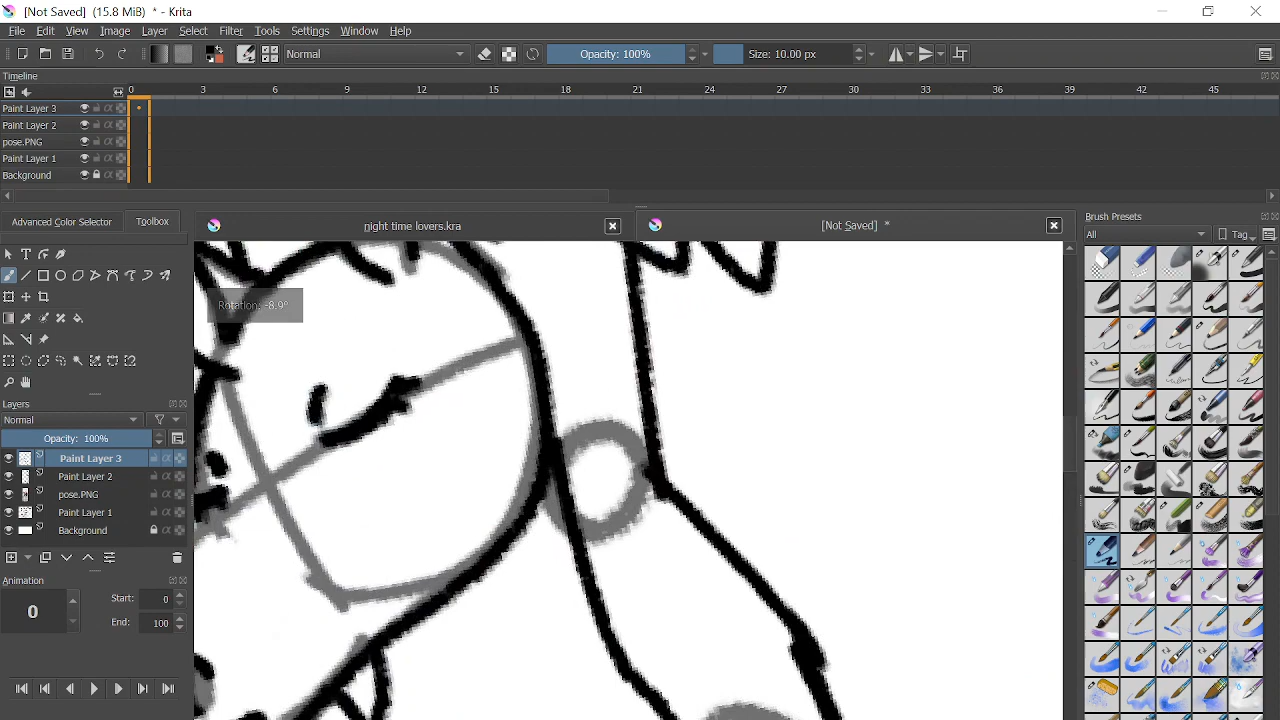 [Not Saved]  (15.8 MiB)  * - Krita
File Edit View Image Layer Select Filter Tools Settings Window Help
Normal Opacity: 100% Size: 10.00 px
Timeline
0 3 6 9 12 15 18 21 24 27 30 33 36 39 42 45
Paint Layer 3
Paint Layer 2
pose.PNG
Paint Layer 1
Background
Advanced Color Selector Toolbox night time lovers.kra [Not Saved]  * Brush Presets
All Tag
Rotation: -8.9°
Layers
Normal
Opacity:  100%
Paint Layer 3
Paint Layer 2
pose.PNG
Paint Layer 1
Background
Animation
0 Start: 0
End: 100